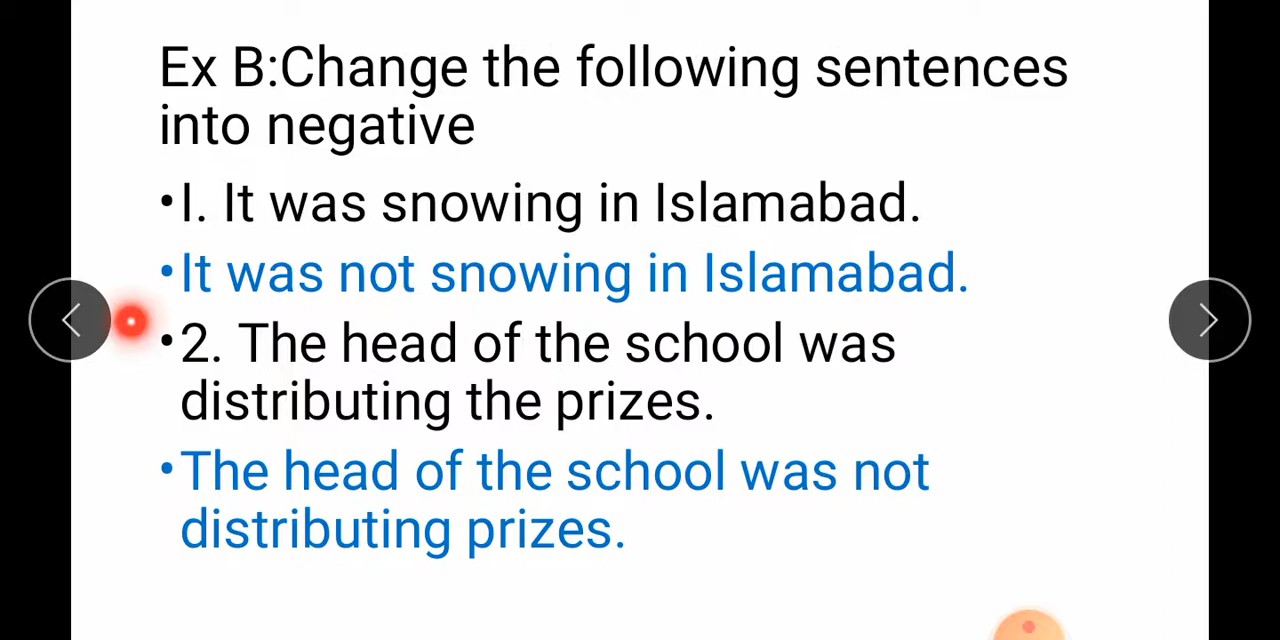 Ex B:Change the following sentences
into negative
•I. It was snowing in Islamabad.
•It was not snowing in Islamabad.
•2. The head of the school was
distributing the prizes.
•The head of the school was not
distributing prizes.